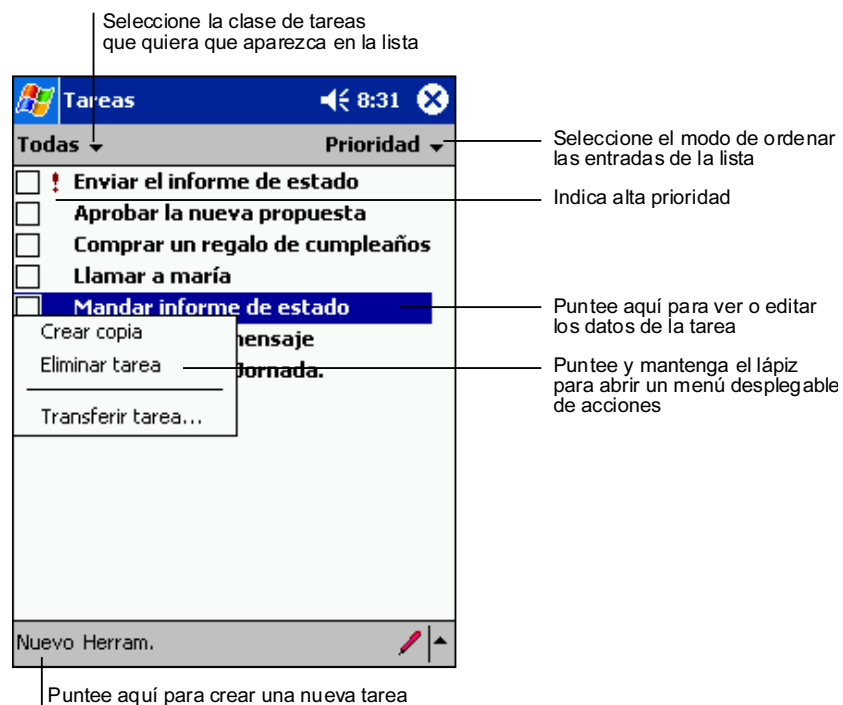 Seleccione la clase de tareas
que quiera que aparezca en la lista
Tareas 8:31
Todas Prioridad
Seleccione el modo de ordenar
las entradas de la lista
! Enviar el informe de estado
Indica alta prioridad
Aprobar la nueva propuesta
Comprar un regalo de cumpleaños
Llamar a maría
Mandar informe de estado
Puntee aquí para ver o editar
los datos de la tarea
Crear copia
Eliminar tarea
Transferir tarea...
Jornada.
Puntee y mantenga el lápiz
para abrir un menú desplegable
de acciones
Nuevo Herram.
Puntee aquí para crear una nueva tarea